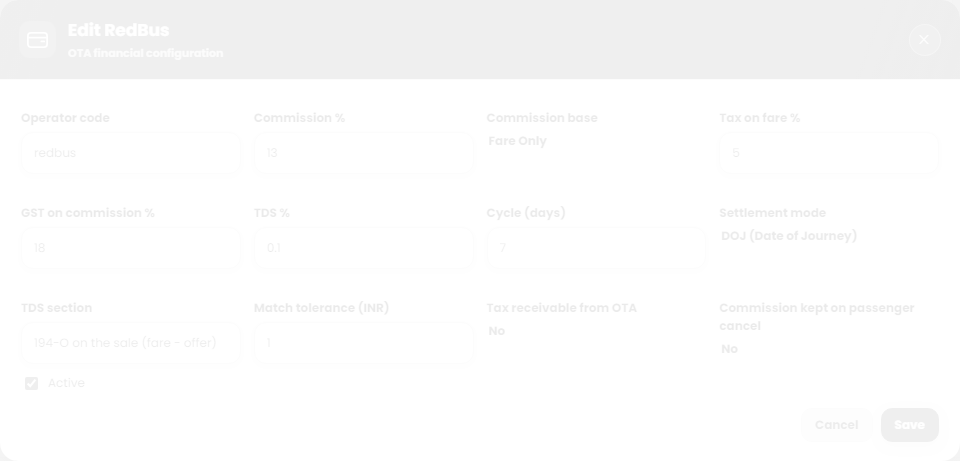 Edit RedBus
OTA financial configuration
Operator code
Commission %
Commission base
Tax on fare %
redbus
13
Fare Only
5
GST on commission %
TDS %
Cycle (days)
Settlement mode
18
0.1
7
DOJ (Date of Journey)
TDS section
Match tolerance (INR)
Tax receivable from OTA
Commission kept on passenger
cancel
194-O on the sale (fare - offer)
1
No
No
Active
Cancel
Save